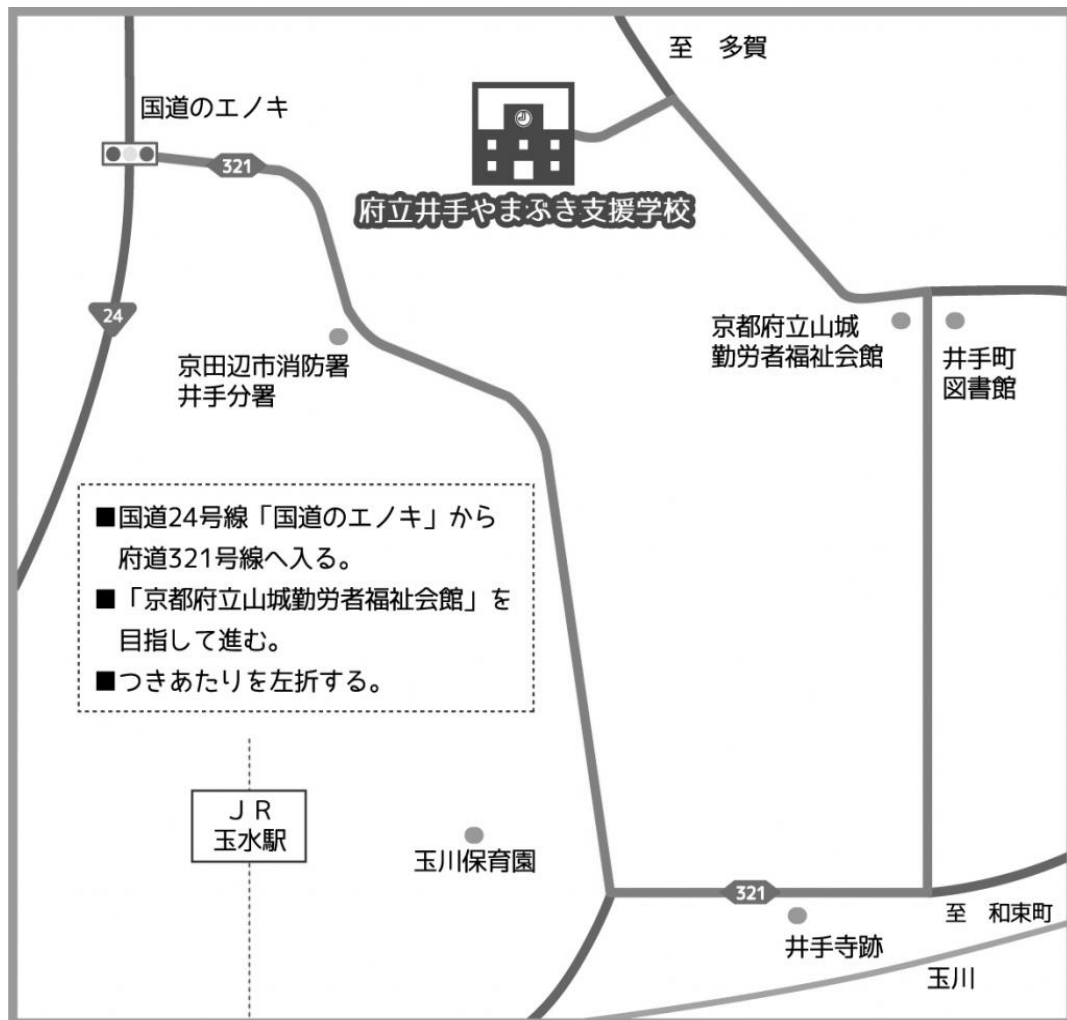 至　多賀
国道のエノキ
321
府立井手やまぶき支援学校
24
京都府立山城
勤労者福祉会館
井手町
図書館
京田辺市消防署
井手分署
■国道24号線「国道のエノキ」から
府道321号線へ入る。
■「京都府立山城勤労者福祉会館」を
目指して進む。
■つきあたりを左折する。
ＪＲ
玉水駅
玉川保育園
321
至　和束町
井手寺跡
玉川